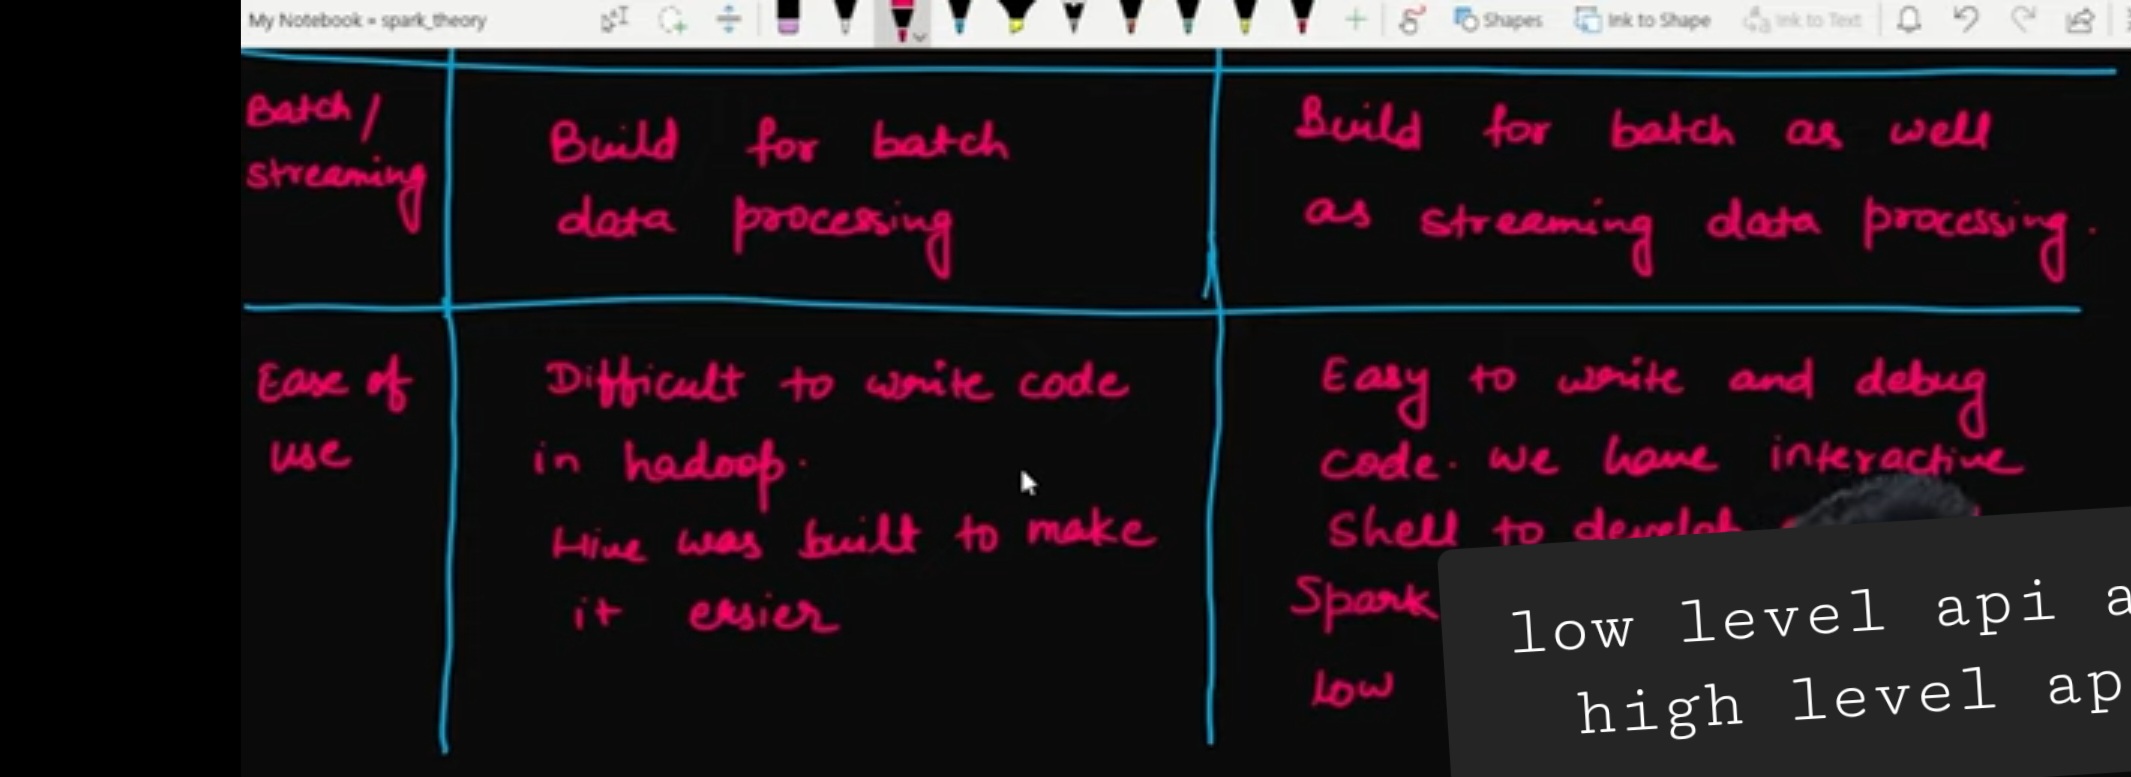 My Notebook » spark_theory
Shapes
Ink to Shape
Ink to Text
Batch/
streaming
Build for batch
data processing
Build for batch as well
as streaming data processing.
Ease of
use
Difficult to write code
in hadoop.
Hive was built to make
it easier
Easy to write and debug
code. we have interactive
Shell to develop
Spark
low
low level api a
high level ap